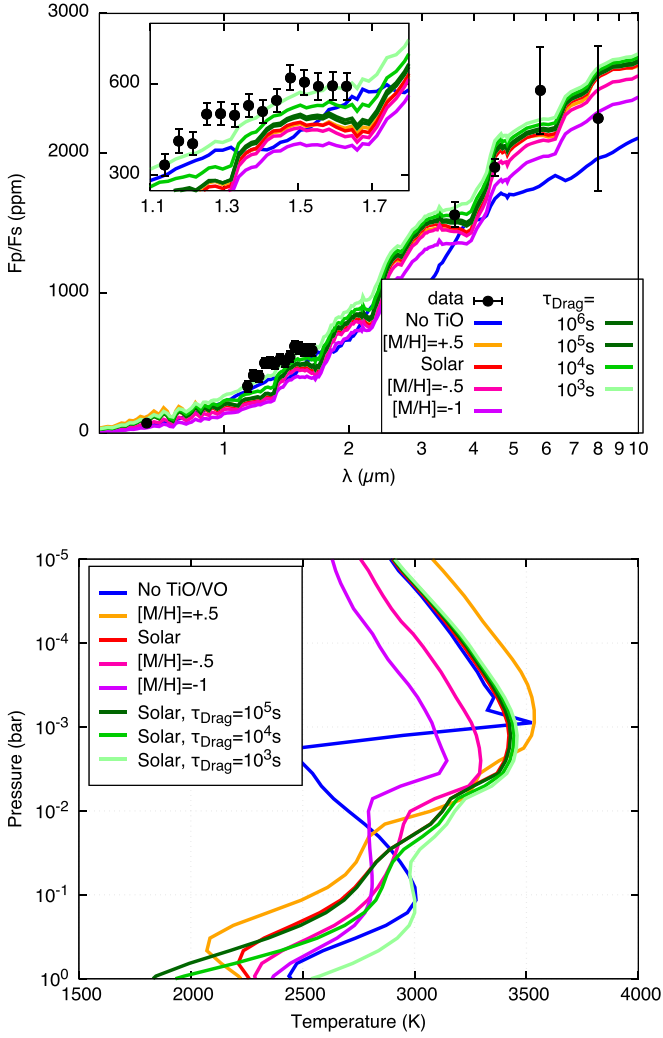 3000
2000
1000
0
Fp/Fs (ppm)
600
300
1.1
1.3
1.5
1.7
data
No TiO
[M/H]=+.5
Solar
[M/H]=-.5
[M/H]=-1
τDrag=
10⁶s
10⁵s
10⁴s
10³s
1
2
3
4
5
6
7
8
9
10
λ (μm)
10⁻⁵
10⁻⁴
10⁻³
10⁻²
10⁻¹
10⁰
Pressure (bar)
No TiO/VO
[M/H]=+.5
Solar
[M/H]=-.5
[M/H]=-1
Solar, τDrag=10⁵s
Solar, τDrag=10⁴s
Solar, τDrag=10³s
1500
2000
2500
3000
3500
4000
Temperature (K)